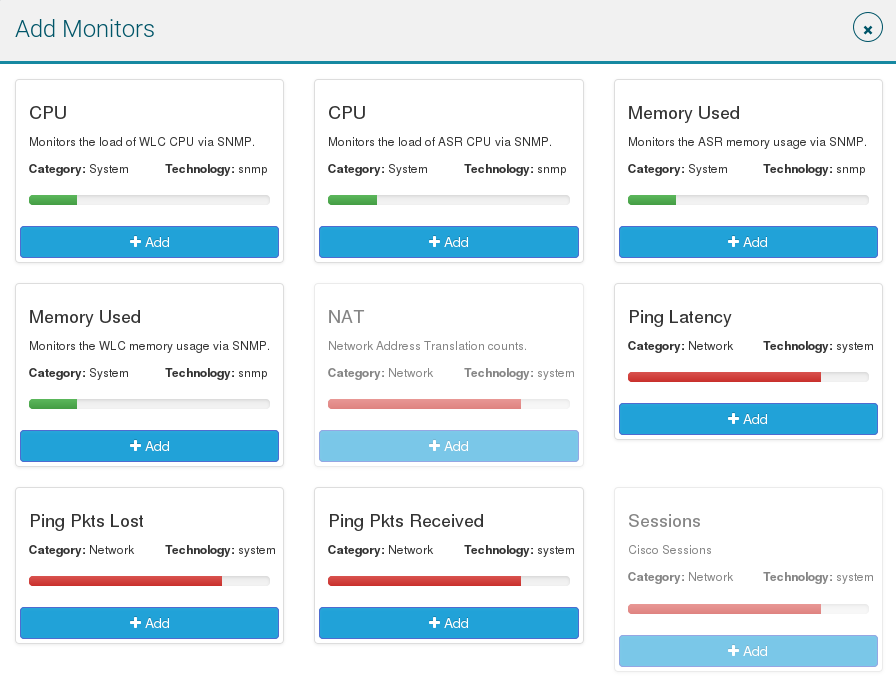 Add Monitors
CPU
Monitors the load of WLC CPU via SNMP.
Category: System Technology: snmp
Add
CPU
Monitors the load of ASR CPU via SNMP.
Category: System Technology: snmp
Add
Memory Used
Monitors the ASR memory usage via SNMP.
Category: System Technology: snmp
Add
Memory Used
Monitors the WLC memory usage via SNMP.
Category: System Technology: snmp
Add
NAT
Network Address Translation counts.
Category: Network Technology: system
Add
Ping Latency
Category: Network Technology: system
Add
Ping Pkts Lost
Category: Network Technology: system
Add
Ping Pkts Received
Category: Network Technology: system
Add
Sessions
Cisco Sessions
Category: Network Technology: system
Add